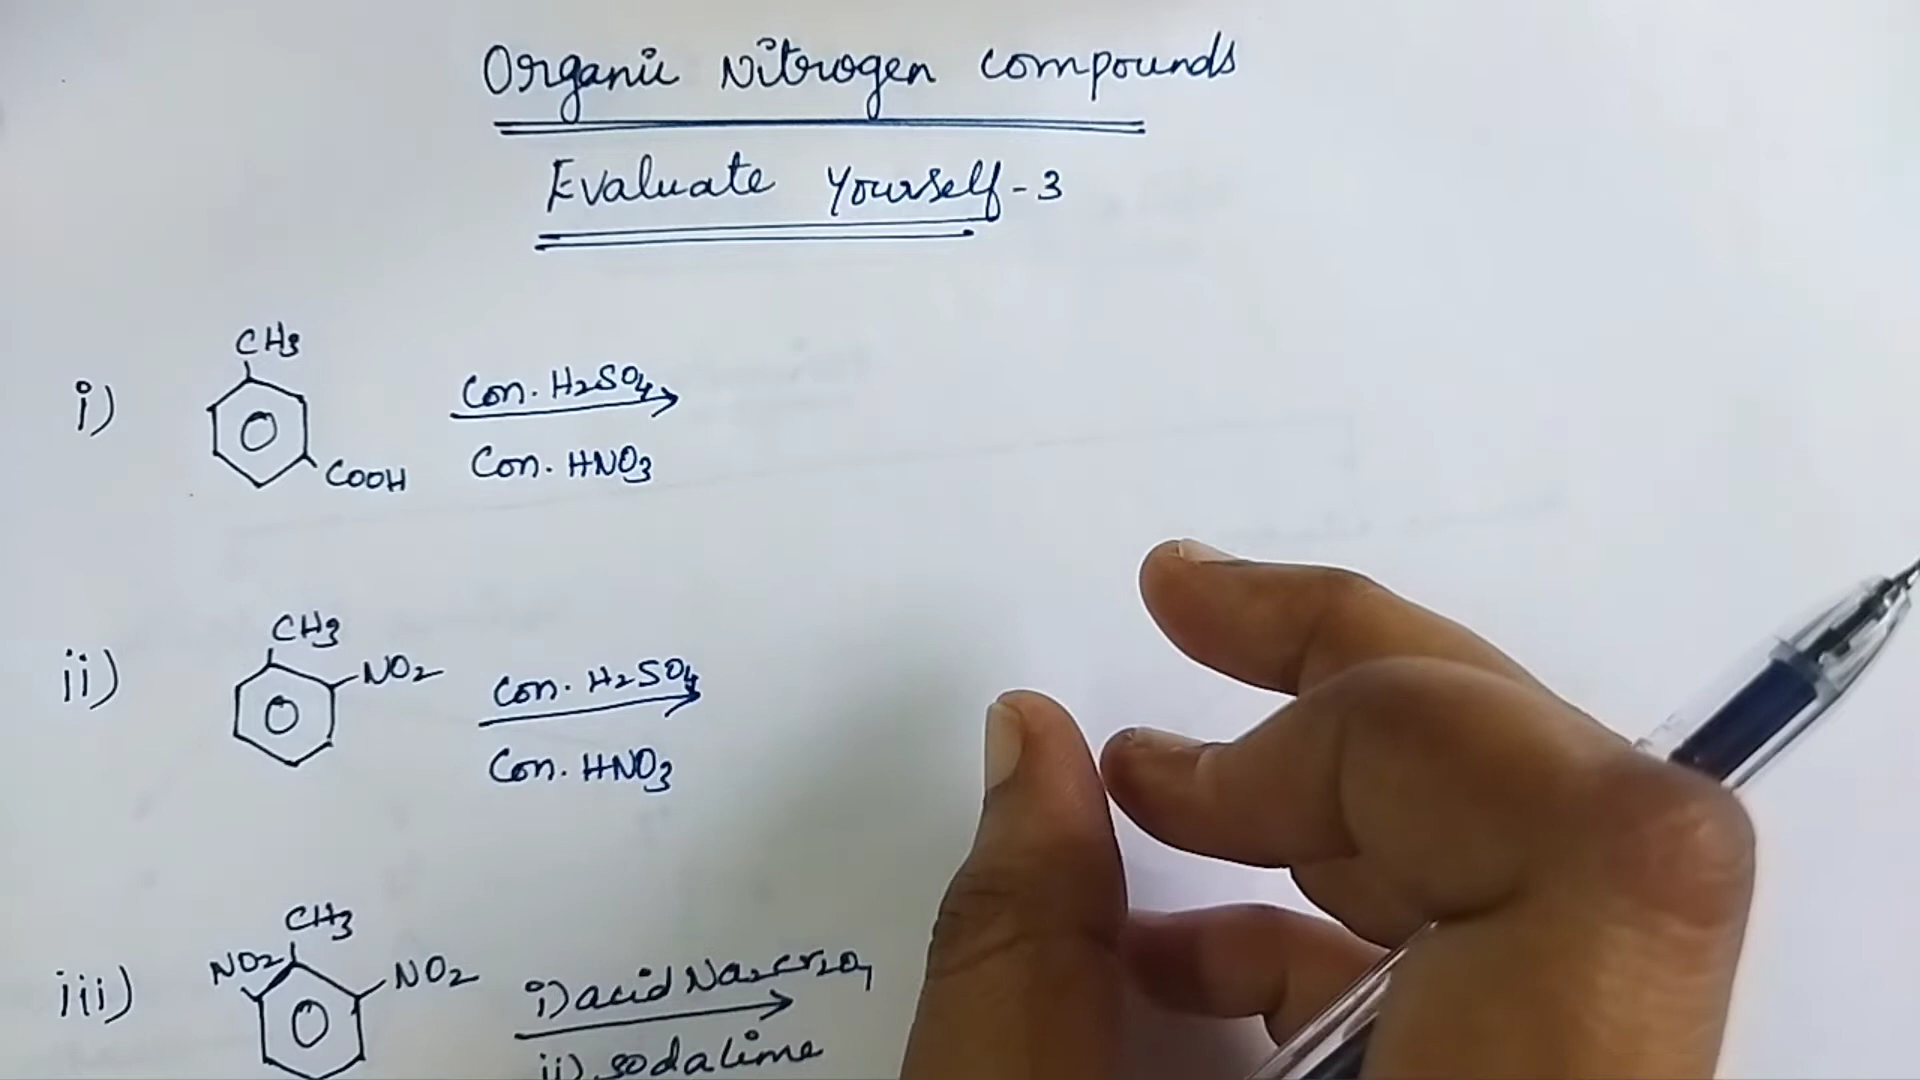 Organic Nitrogen compounds
Evaluate Yourself-3
i)
CH3
COOH
Con. H2SO4
Con. HNO3
ii)
CH3
NO2
Con. H2SO4
Con. HNO3
iii)
CH3
NO2
NO2
i) acid Na2Cr2O7
ii) sodalime